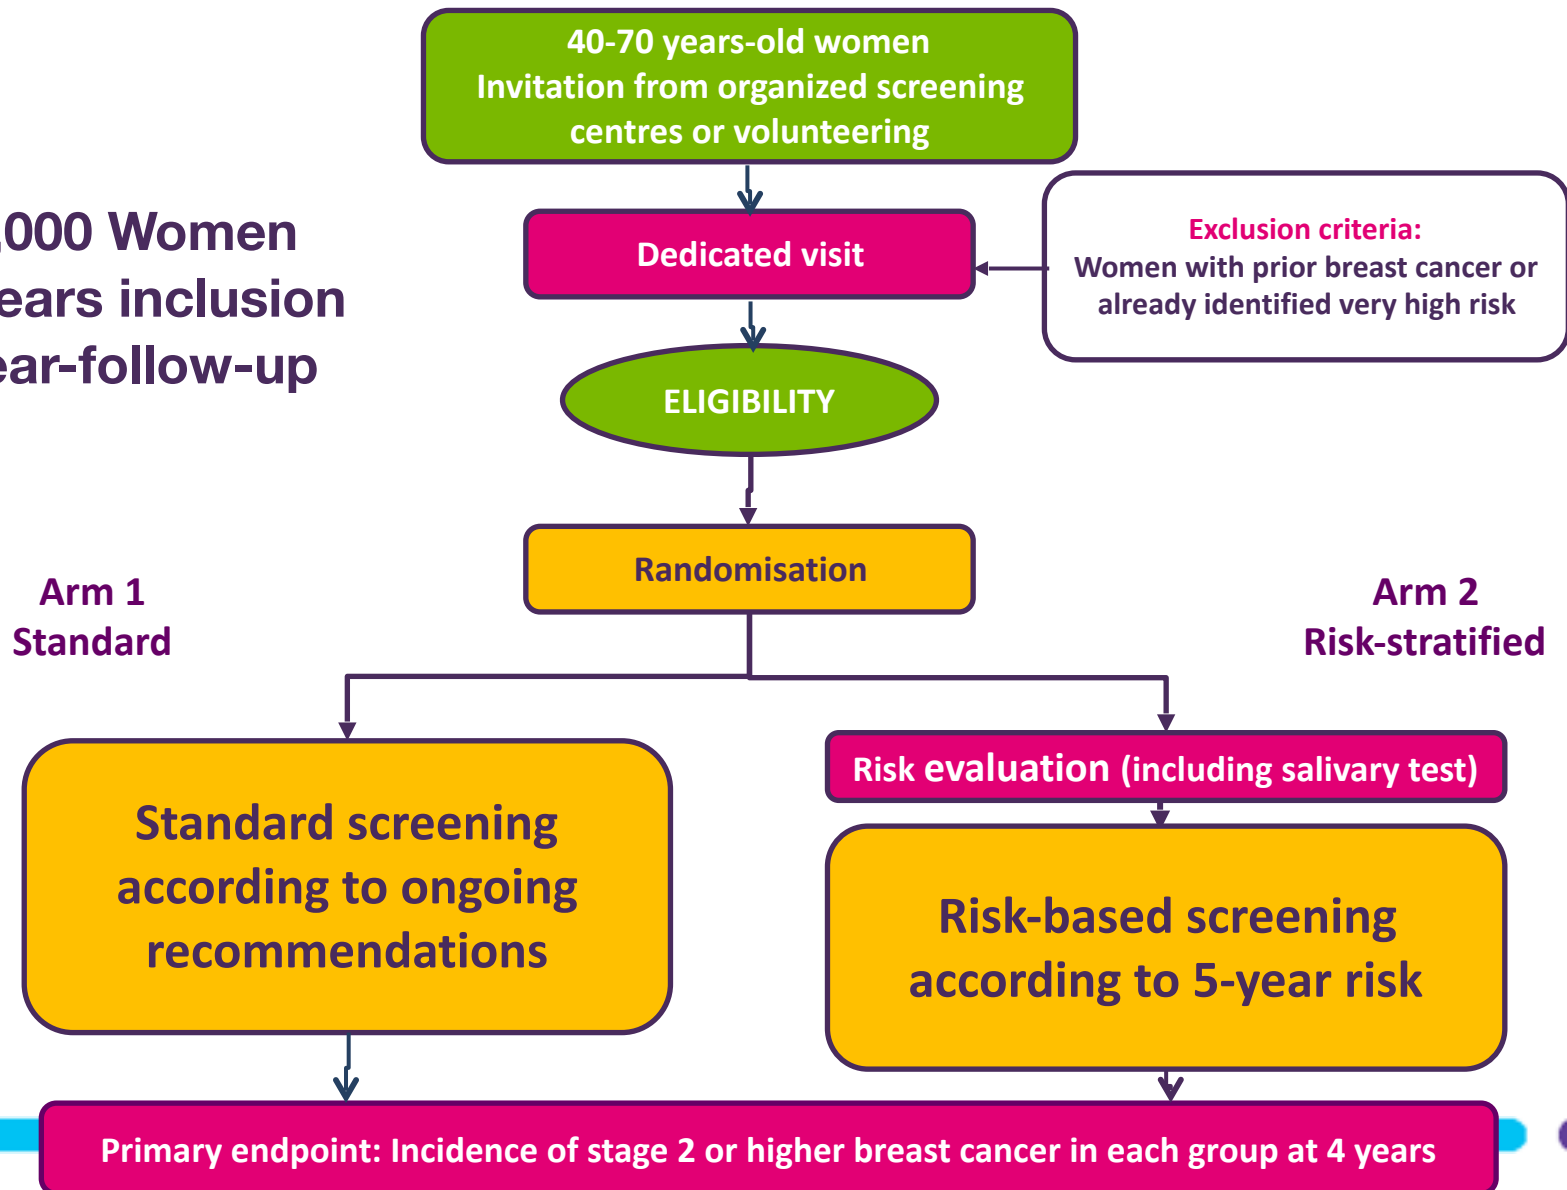 40-70 years-old women
Invitation from organized screening
centres or volunteering
,000 Women
ears inclusion
ear-follow-up
Dedicated visit
Exclusion criteria:
Women with prior breast cancer or
already identified very high risk
ELIGIBILITY
Randomisation
Arm 1
Standard
Arm 2
Risk-stratified
Standard screening
according to ongoing
recommendations
Risk evaluation (including salivary test)
Risk-based screening
according to 5-year risk
Primary endpoint: Incidence of stage 2 or higher breast cancer in each group at 4 years